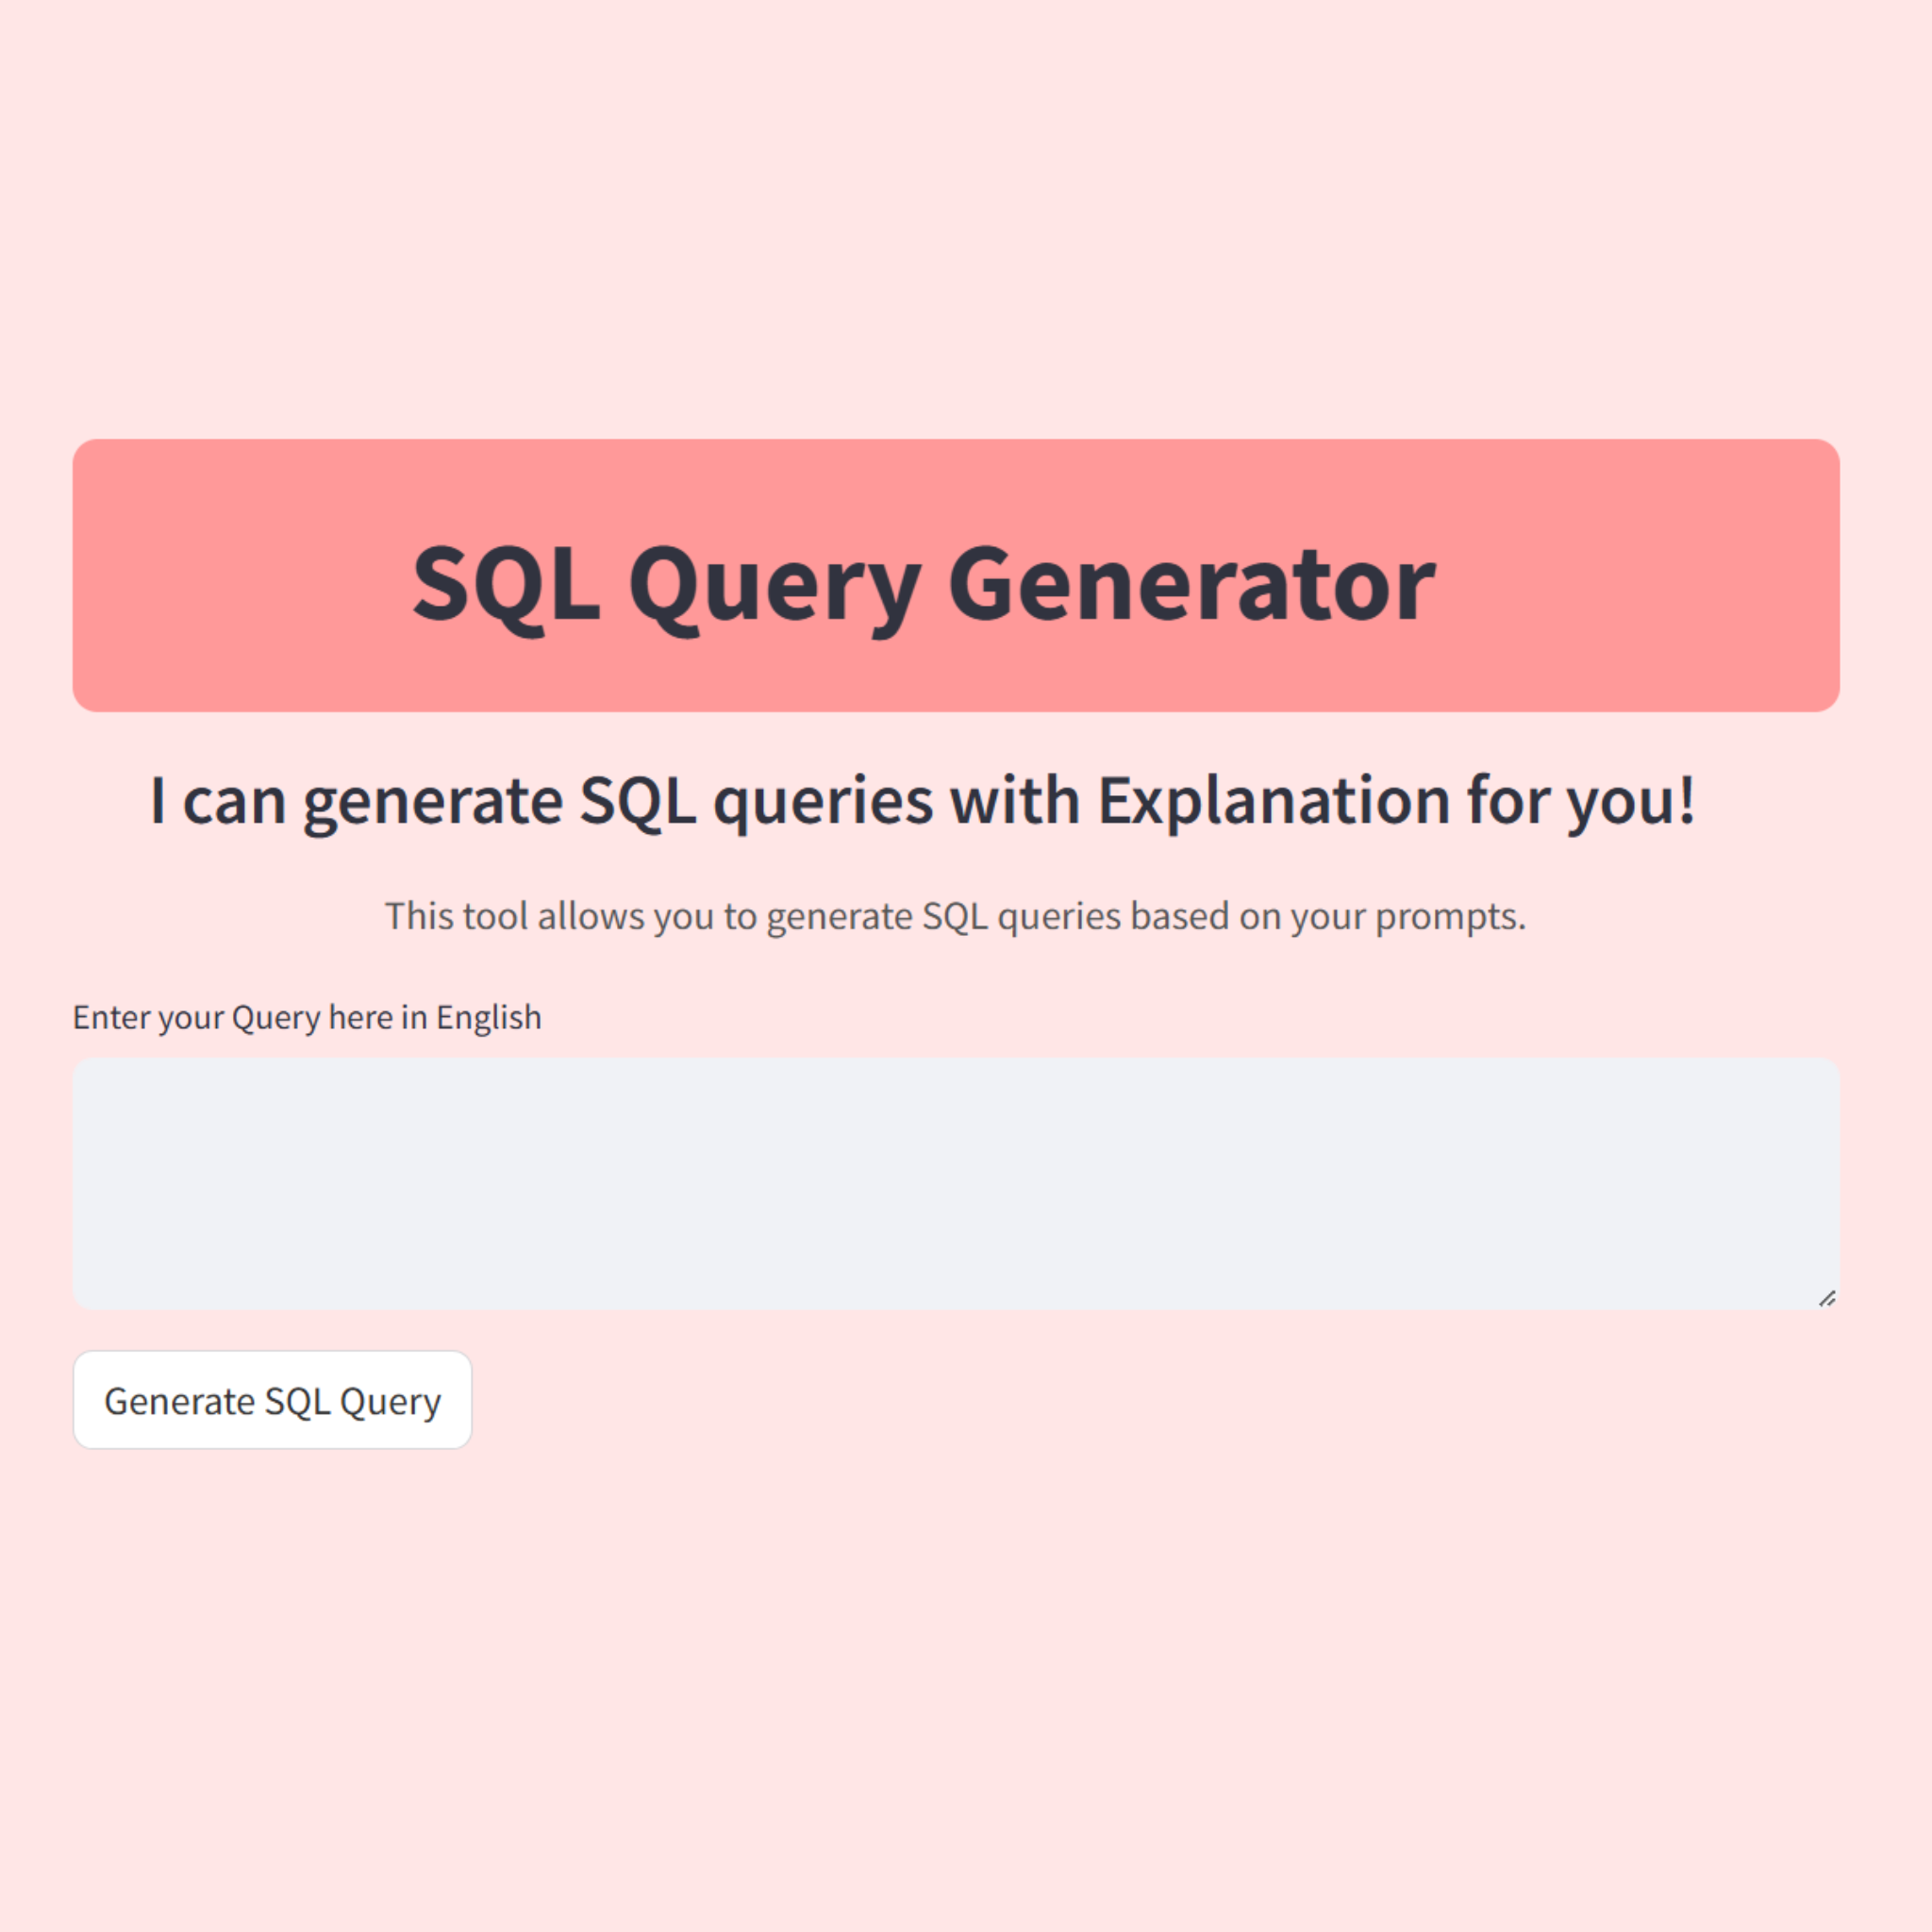 SQL Query Generator
I can generate SQL queries with Explanation for you!
This tool allows you to generate SQL queries based on your prompts.
Enter your Query here in English
Generate SQL Query